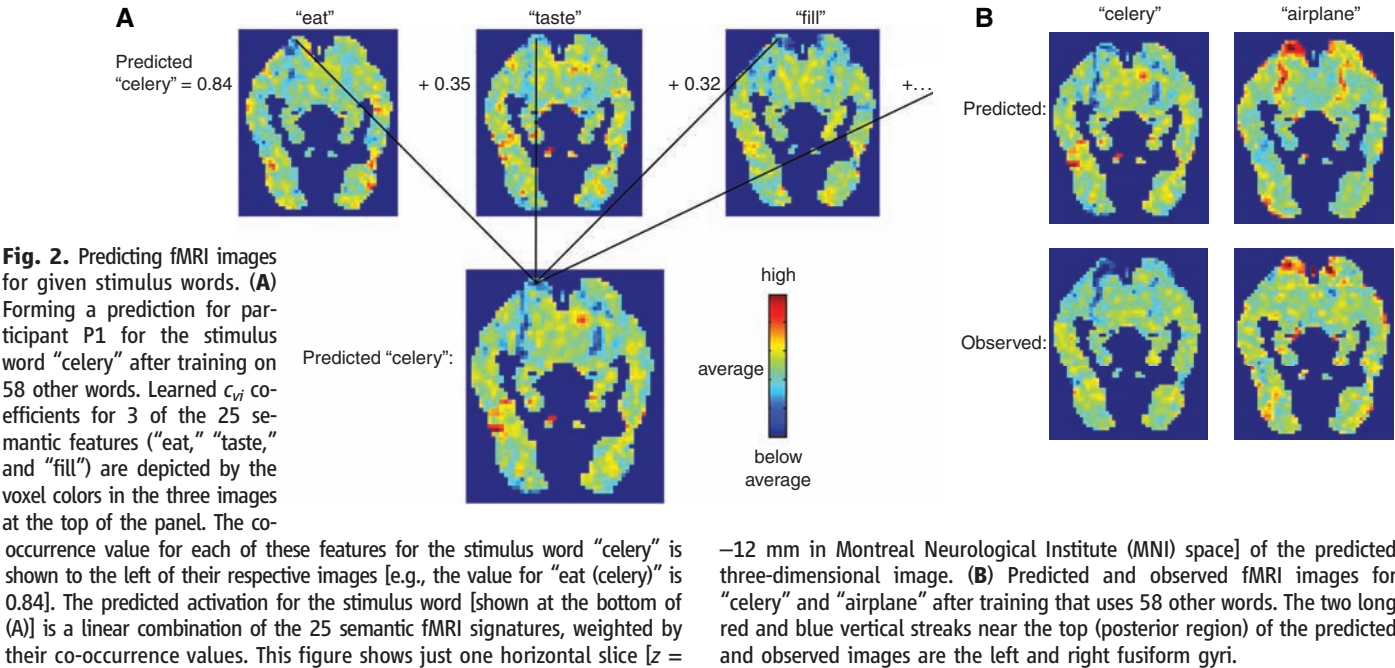 A
"eat"
"taste"
"fill"
Predicted
"celery" = 0.84
+ 0.35
+ 0.32
+...
Predicted "celery":
high
average
below
average
B
"celery"
"airplane"
Predicted:
Observed:
Fig. 2. Predicting fMRI images
for given stimulus words. (A)
Forming a prediction for par-
ticipant P1 for the stimulus
word "celery" after training on
58 other words. Learned cvi co-
efficients for 3 of the 25 se-
mantic features ("eat," "taste,"
and "fill") are depicted by the
voxel colors in the three images
at the top of the panel. The co-
occurrence value for each of these features for the stimulus word "celery" is
shown to the left of their respective images [e.g., the value for "eat (celery)" is
0.84]. The predicted activation for the stimulus word [shown at the bottom of
(A)] is a linear combination of the 25 semantic fMRI signatures, weighted by
their co-occurrence values. This figure shows just one horizontal slice [z =
−12 mm in Montreal Neurological Institute (MNI) space] of the predicted
three-dimensional image. (B) Predicted and observed fMRI images for
"celery" and "airplane" after training that uses 58 other words. The two long
red and blue vertical streaks near the top (posterior region) of the predicted
and observed images are the left and right fusiform gyri.